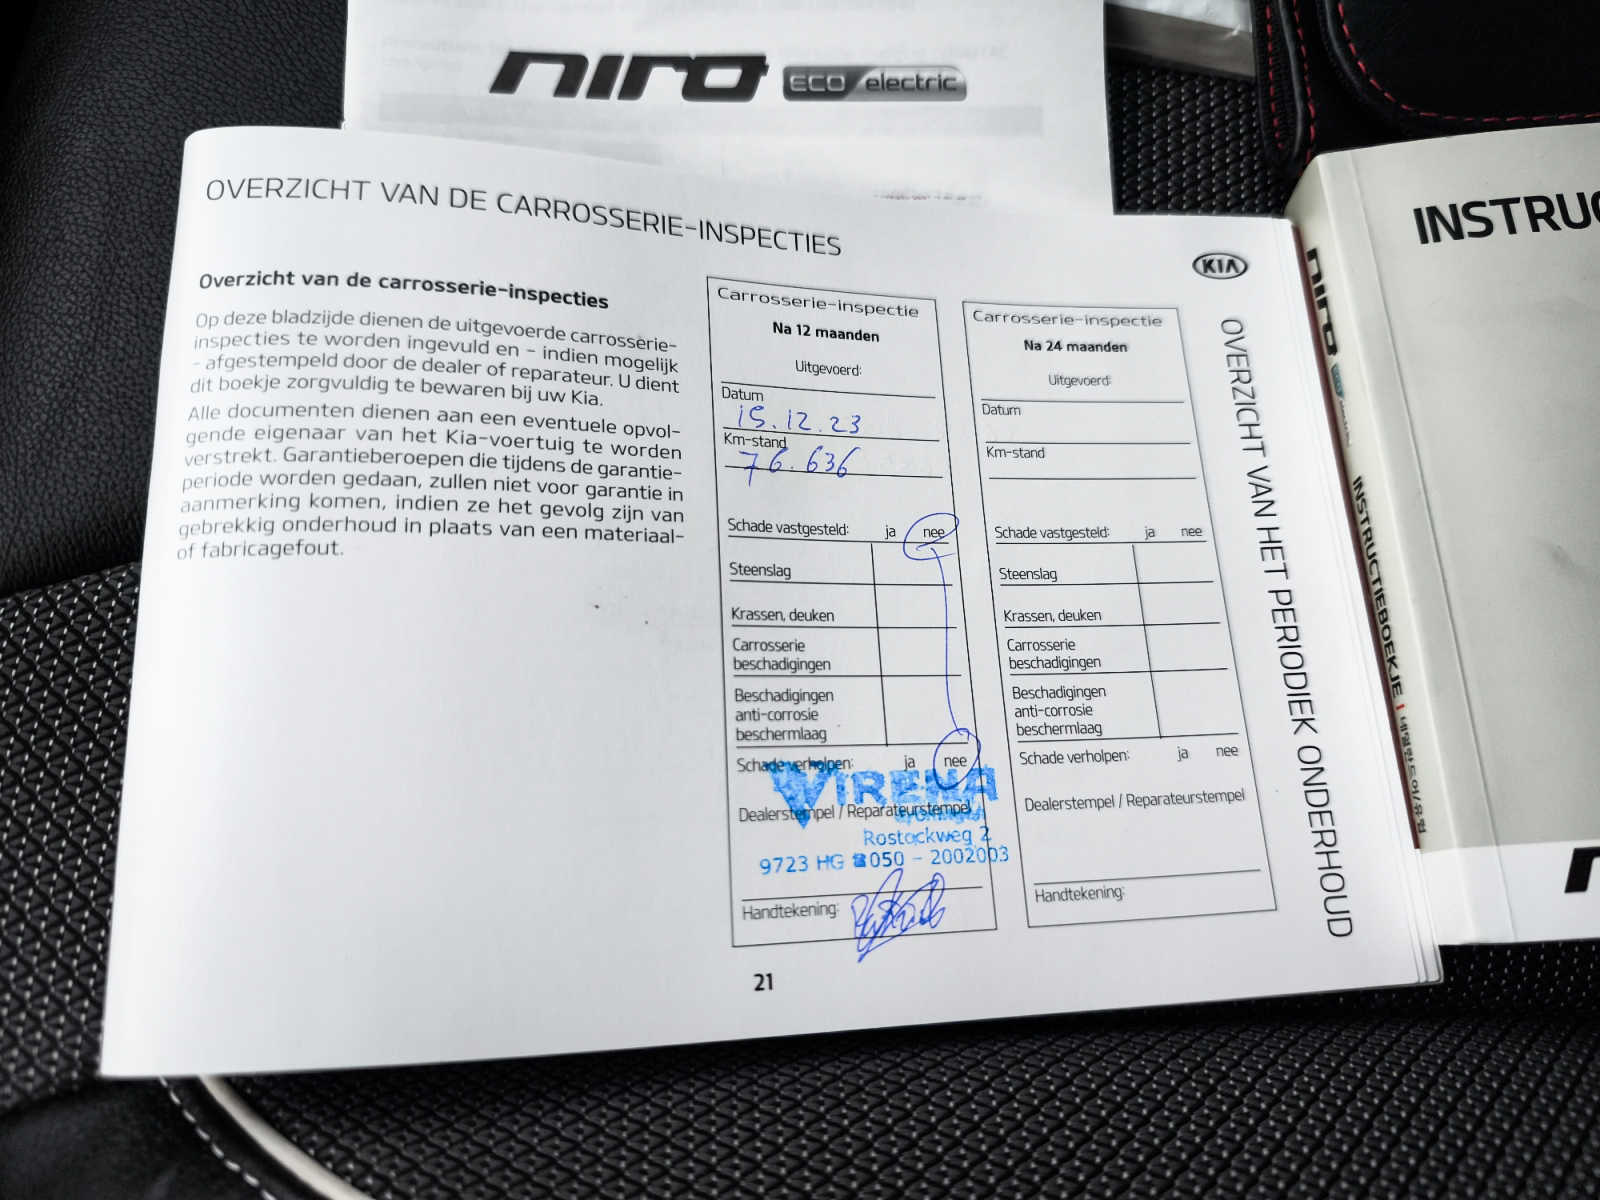 niro ECO electric
OVERZICHT VAN DE CARROSSERIE-INSPECTIES
Overzicht van de carrosserie-inspecties
Op deze bladzijde dienen de uitgevoerde carrosserie-
inspecties te worden ingevuld en - indien mogelijk
- afgestempeld door de dealer of reparateur. U dient
dit boekje zorgvuldig te bewaren bij uw Kia.
Alle documenten dienen aan een eventuele opvol-
gende eigenaar van het Kia-voertuig te worden
verstrekt. Garantieberoepen die tijdens de garantie-
periode worden gedaan, zullen niet voor garantie in
aanmerking komen, indien ze het gevolg zijn van
gebrekkig onderhoud in plaats van een materiaal-
of fabricagefout.
Carrosserie-inspectie
Na 12 maanden
Uitgevoerd:
Datum
15.12.23
Km-stand
76.636
Schade vastgesteld: ja nee
Steenslag
Krassen, deuken
Carrosserie
beschadigingen
Beschadigingen
anti-corrosie
beschermlaag
Schade verholpen: ja nee
VIRENA
Dealerstempel / Reparateurstempel
Rostockweg 2
9723 HG ☎050 - 2002003
Handtekening:
Carrosserie-inspectie
Na 24 maanden
Uitgevoerd:
Datum
Km-stand
Schade vastgesteld: ja nee
Steenslag
Krassen, deuken
Carrosserie
beschadigingen
Beschadigingen
anti-corrosie
beschermlaag
Schade verholpen: ja nee
Dealerstempel / Reparateurstempel
Handtekening:
21
KIA
OVERZICHT VAN HET PERIODIEK ONDERHOUD
INSTRUC
niro
INSTRUCTIEBOEKJE